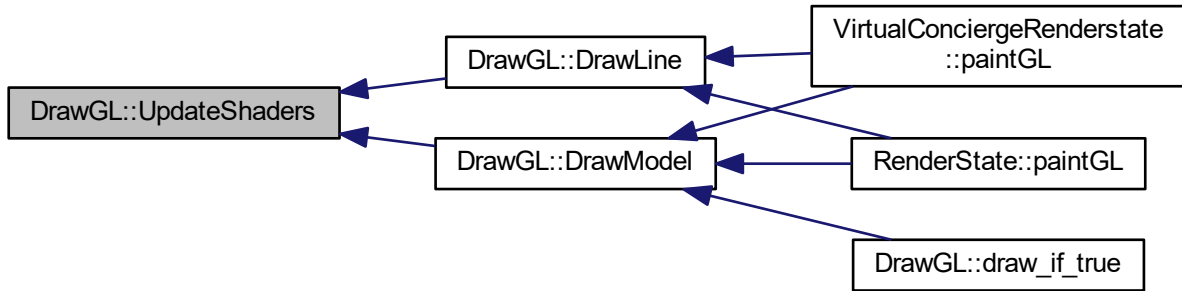 DrawGL::UpdateShaders
DrawGL::DrawLine
DrawGL::DrawModel
VirtualConciergeRenderstate
::paintGL
RenderState::paintGL
DrawGL::draw_if_true